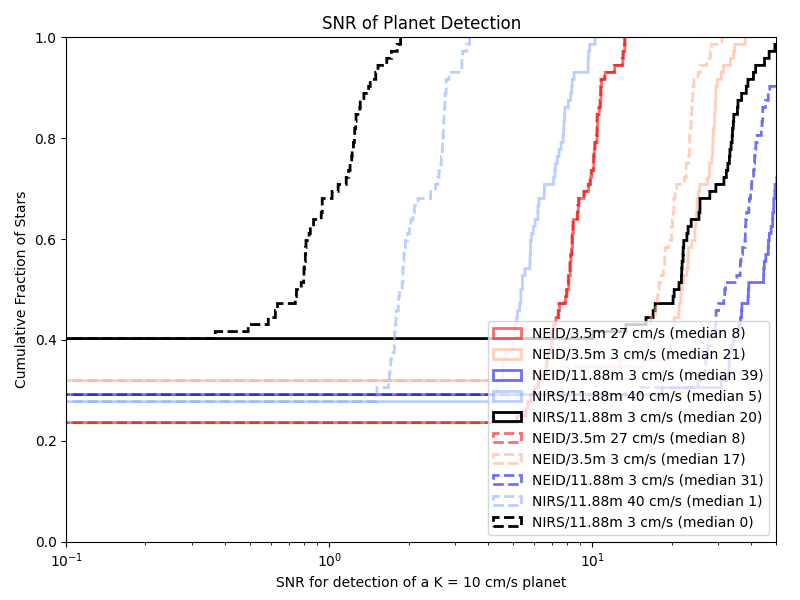 SNR of Planet Detection
Cumulative Fraction of Stars
1.0
0.8
0.6
0.4
0.2
0.0
NEID/3.5m 27 cm/s (median 8)
NEID/3.5m 3 cm/s (median 21)
NEID/11.88m 3 cm/s (median 39)
NIRS/11.88m 40 cm/s (median 5)
NIRS/11.88m 3 cm/s (median 20)
NEID/3.5m 27 cm/s (median 8)
NEID/3.5m 3 cm/s (median 17)
NEID/11.88m 3 cm/s (median 31)
NIRS/11.88m 40 cm/s (median 1)
NIRS/11.88m 3 cm/s (median 0)
10⁻¹ 10⁰ 10¹
SNR for detection of a K = 10 cm/s planet